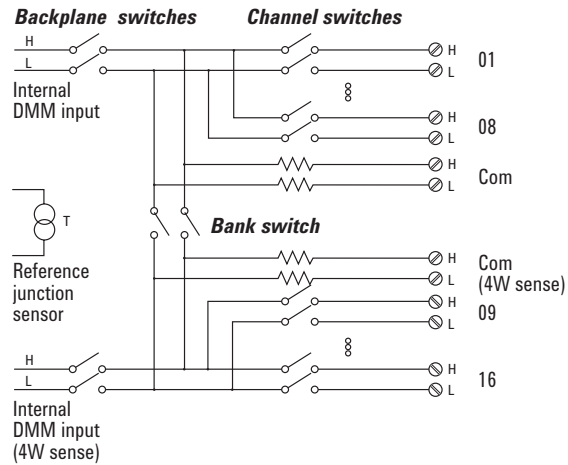 Backplane switches
Channel switches
H
L
Internal
DMM input
H
L
01
H
L
08
H
L
Com
T
Reference
junction
sensor
Bank switch
H
L
Com
(4W sense)
H
L
09
H
L
Internal
DMM input
(4W sense)
H
L
16